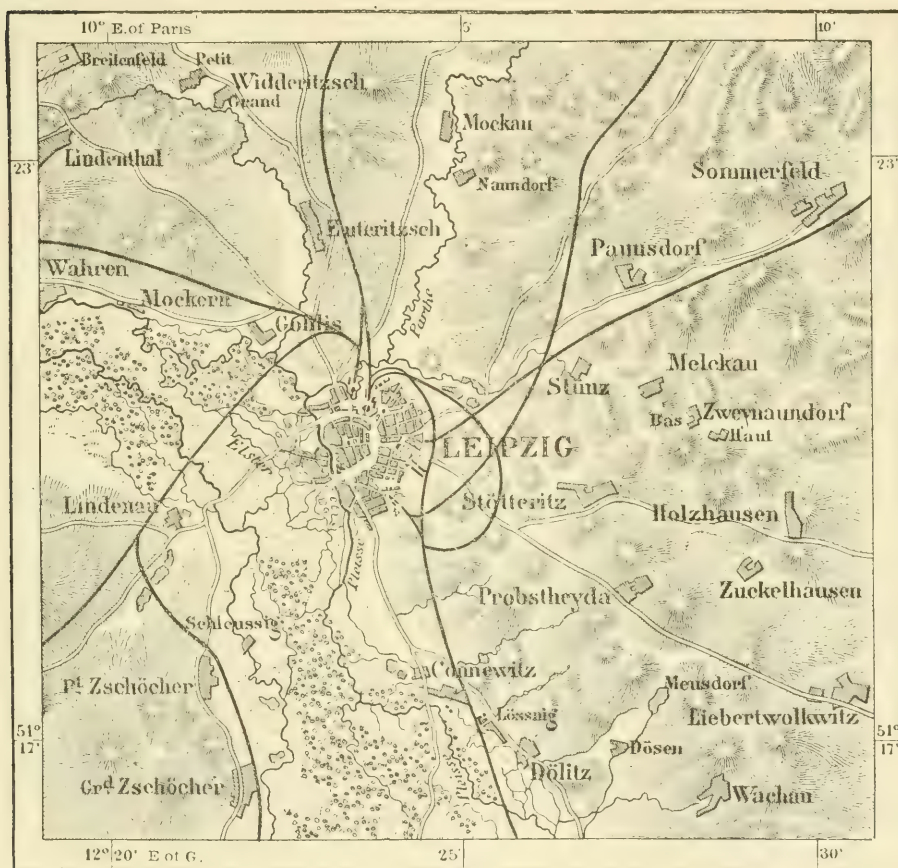 10° E. of Paris
5'
10'
Breitenfeld
Petit
Widderitzsch
Grand
Mockau
Lindenthal
23'
23'
Naundorf
Sommerfeld
Euteritzsch
Paunsdorf
Wahren
Mockern
Gohlis
Parthe
Stünz
Melckau
Bas
Zweynaundorf
Haut
Elster
LEIPZIG
Lindenau
Stötteritz
Holzhausen
Pleisse
Probstheyda
Zuckelhausen
Schleussig
Connewitz
Pt. Zschöcher
Meusdorf
Lössnig
Liebertwolkwitz
51°
17'
51°
17'
Dösen
Dölitz
Grd. Zschöcher
Pleisse
Wachau
12° 20' E of G.
25'
30'